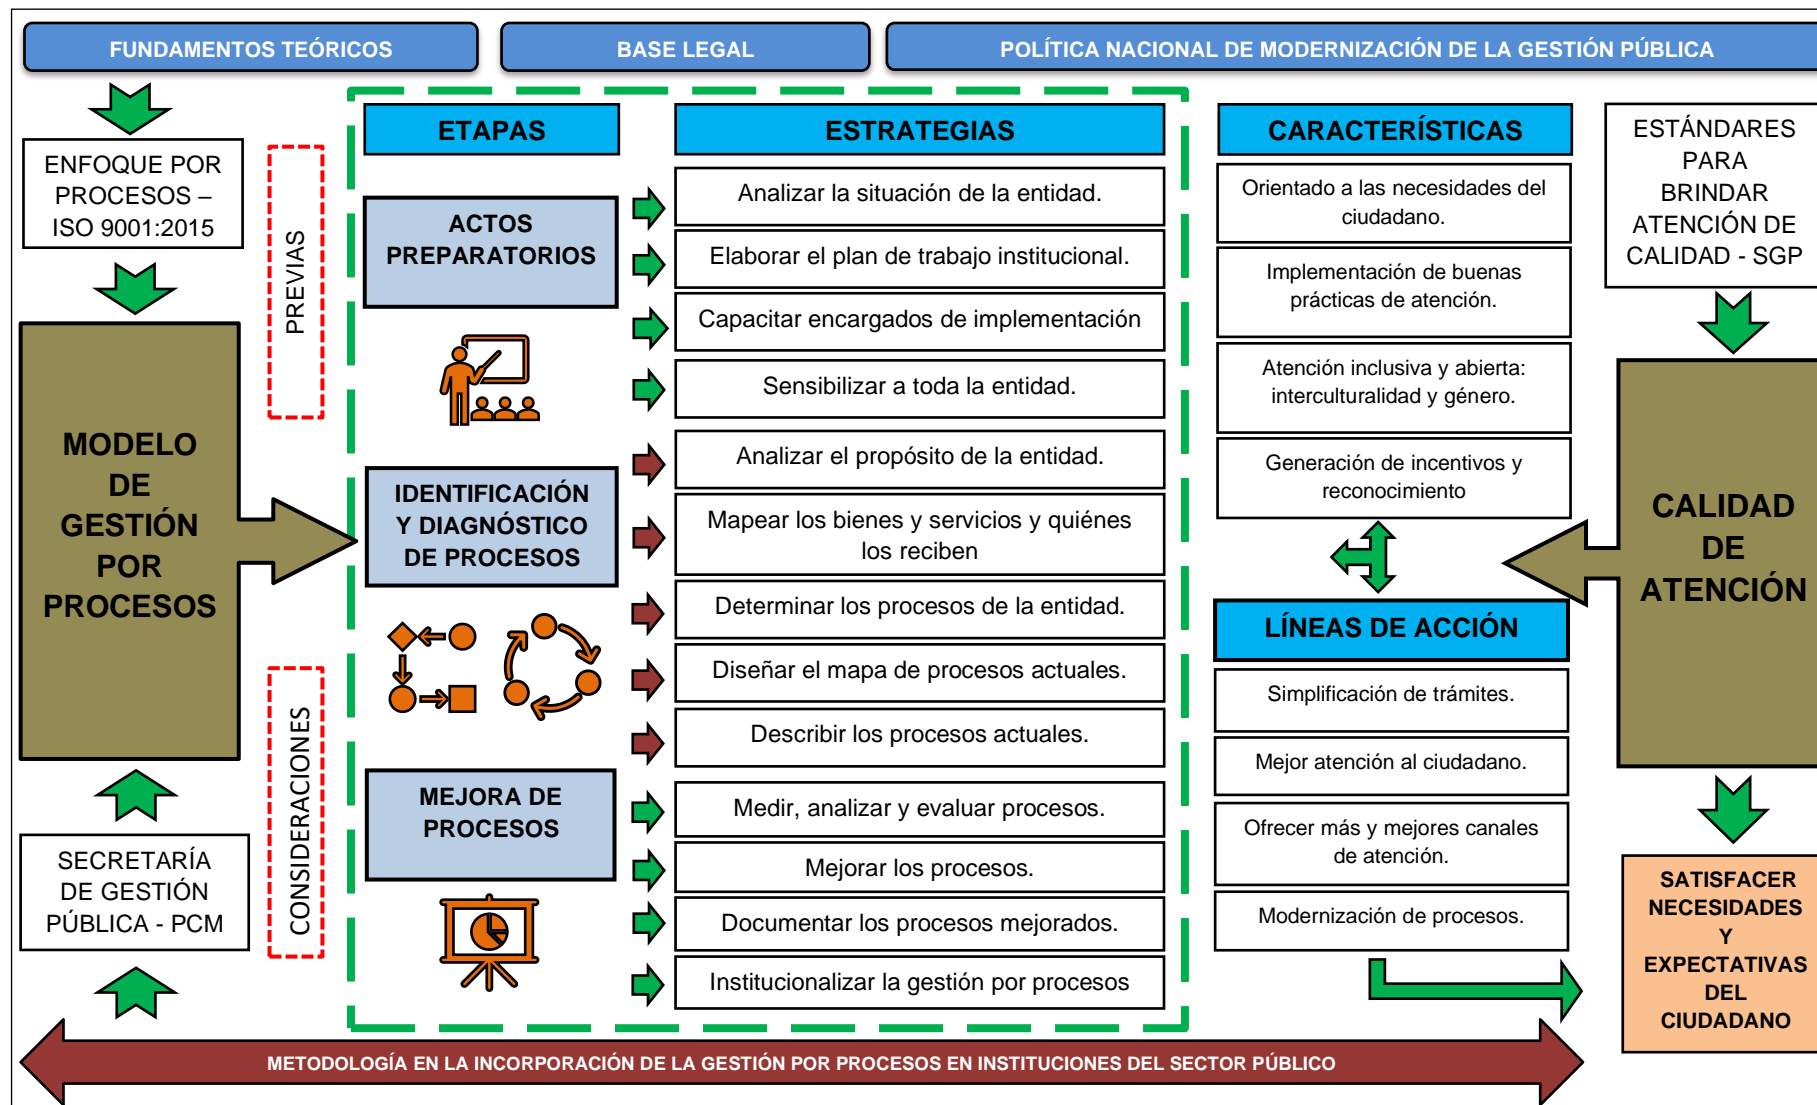 FUNDAMENTOS TEÓRICOS
BASE LEGAL
POLÍTICA NACIONAL DE MODERNIZACIÓN DE LA GESTIÓN PÚBLICA
ENFOQUE POR
PROCESOS –
ISO 9001:2015
MODELO
DE
GESTIÓN
POR
PROCESOS
SECRETARÍA
DE GESTIÓN
PÚBLICA - PCM
PREVIAS
CONSIDERACIONES
ETAPAS
ACTOS
PREPARATORIOS
IDENTIFICACIÓN
Y DIAGNÓSTICO
DE PROCESOS
MEJORA DE
PROCESOS
ESTRATEGIAS
Analizar la situación de la entidad.
Elaborar el plan de trabajo institucional.
Capacitar encargados de implementación
Sensibilizar a toda la entidad.
Analizar el propósito de la entidad.
Mapear los bienes y servicios y quiénes
los reciben
Determinar los procesos de la entidad.
Diseñar el mapa de procesos actuales.
Describir los procesos actuales.
Medir, analizar y evaluar procesos.
Mejorar los procesos.
Documentar los procesos mejorados.
Institucionalizar la gestión por procesos
CARACTERÍSTICAS
Orientado a las necesidades del
ciudadano.
Implementación de buenas
prácticas de atención.
Atención inclusiva y abierta:
interculturalidad y género.
Generación de incentivos y
reconocimiento
LÍNEAS DE ACCIÓN
Simplificación de trámites.
Mejor atención al ciudadano.
Ofrecer más y mejores canales
de atención.
Modernización de procesos.
ESTÁNDARES
PARA
BRINDAR
ATENCIÓN DE
CALIDAD - SGP
CALIDAD
DE
ATENCIÓN
SATISFACER
NECESIDADES
Y
EXPECTATIVAS
DEL
CIUDADANO
METODOLOGÍA EN LA INCORPORACIÓN DE LA GESTIÓN POR PROCESOS EN INSTITUCIONES DEL SECTOR PÚBLICO